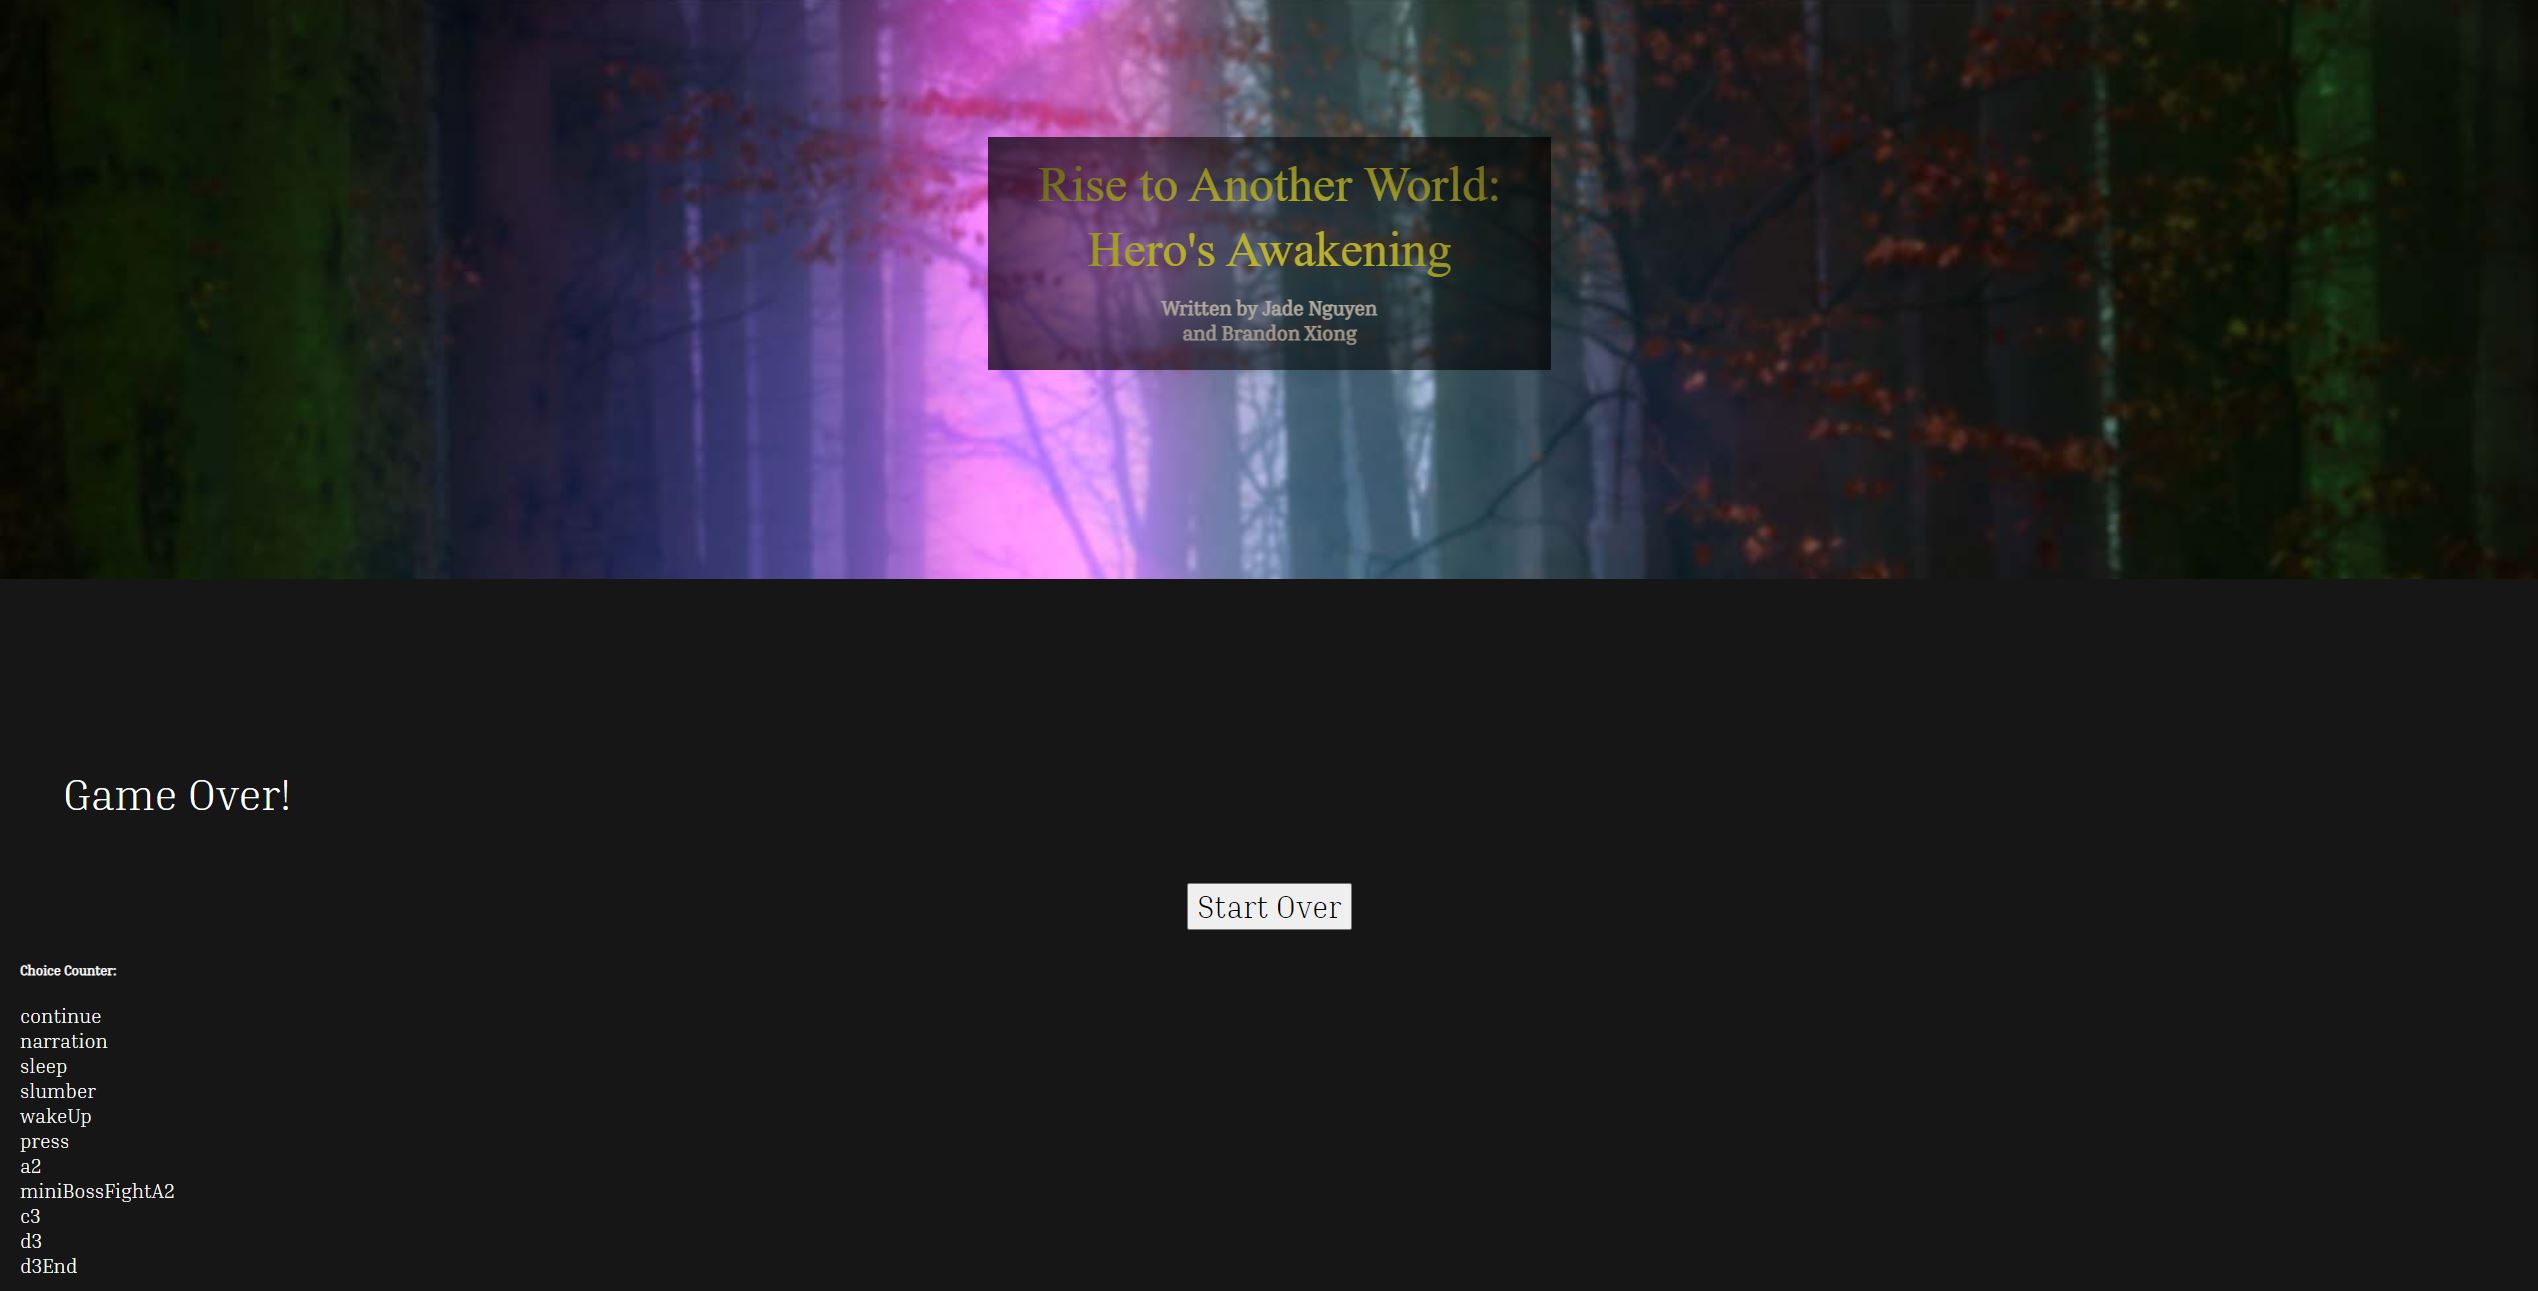 Rise to Another World:
Hero's Awakening
Written by Jade Nguyen
and Brandon Xiong
Game Over!
Start Over
Choice Counter:
continue
narration
sleep
slumber
wakeUp
press
a2
miniBossFightA2
c3
d3
d3End